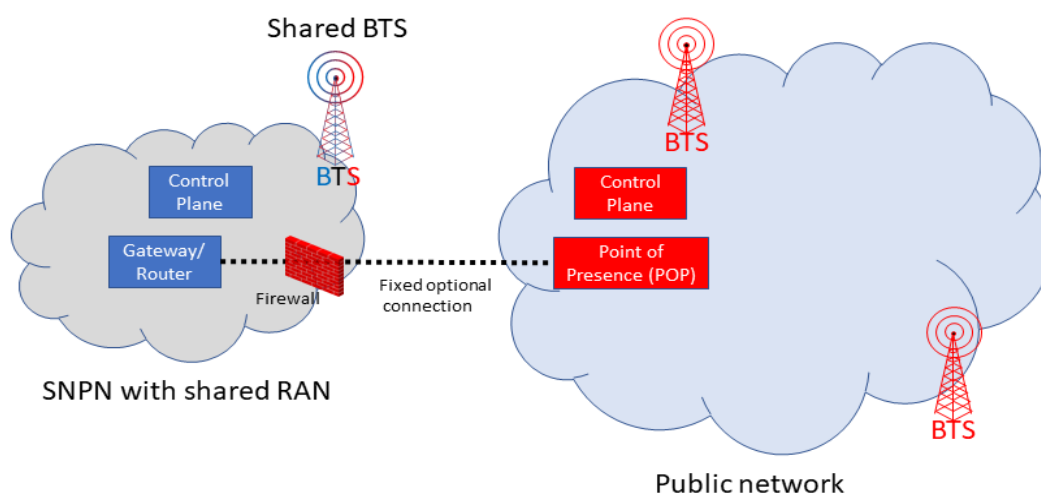 Shared BTS
BTS
BTS
Control
Plane
Gateway/
Router
Firewall
Fixed optional
connection
Control
Plane
Point of
Presence (POP)
SNPN with shared RAN
BTS
Public network